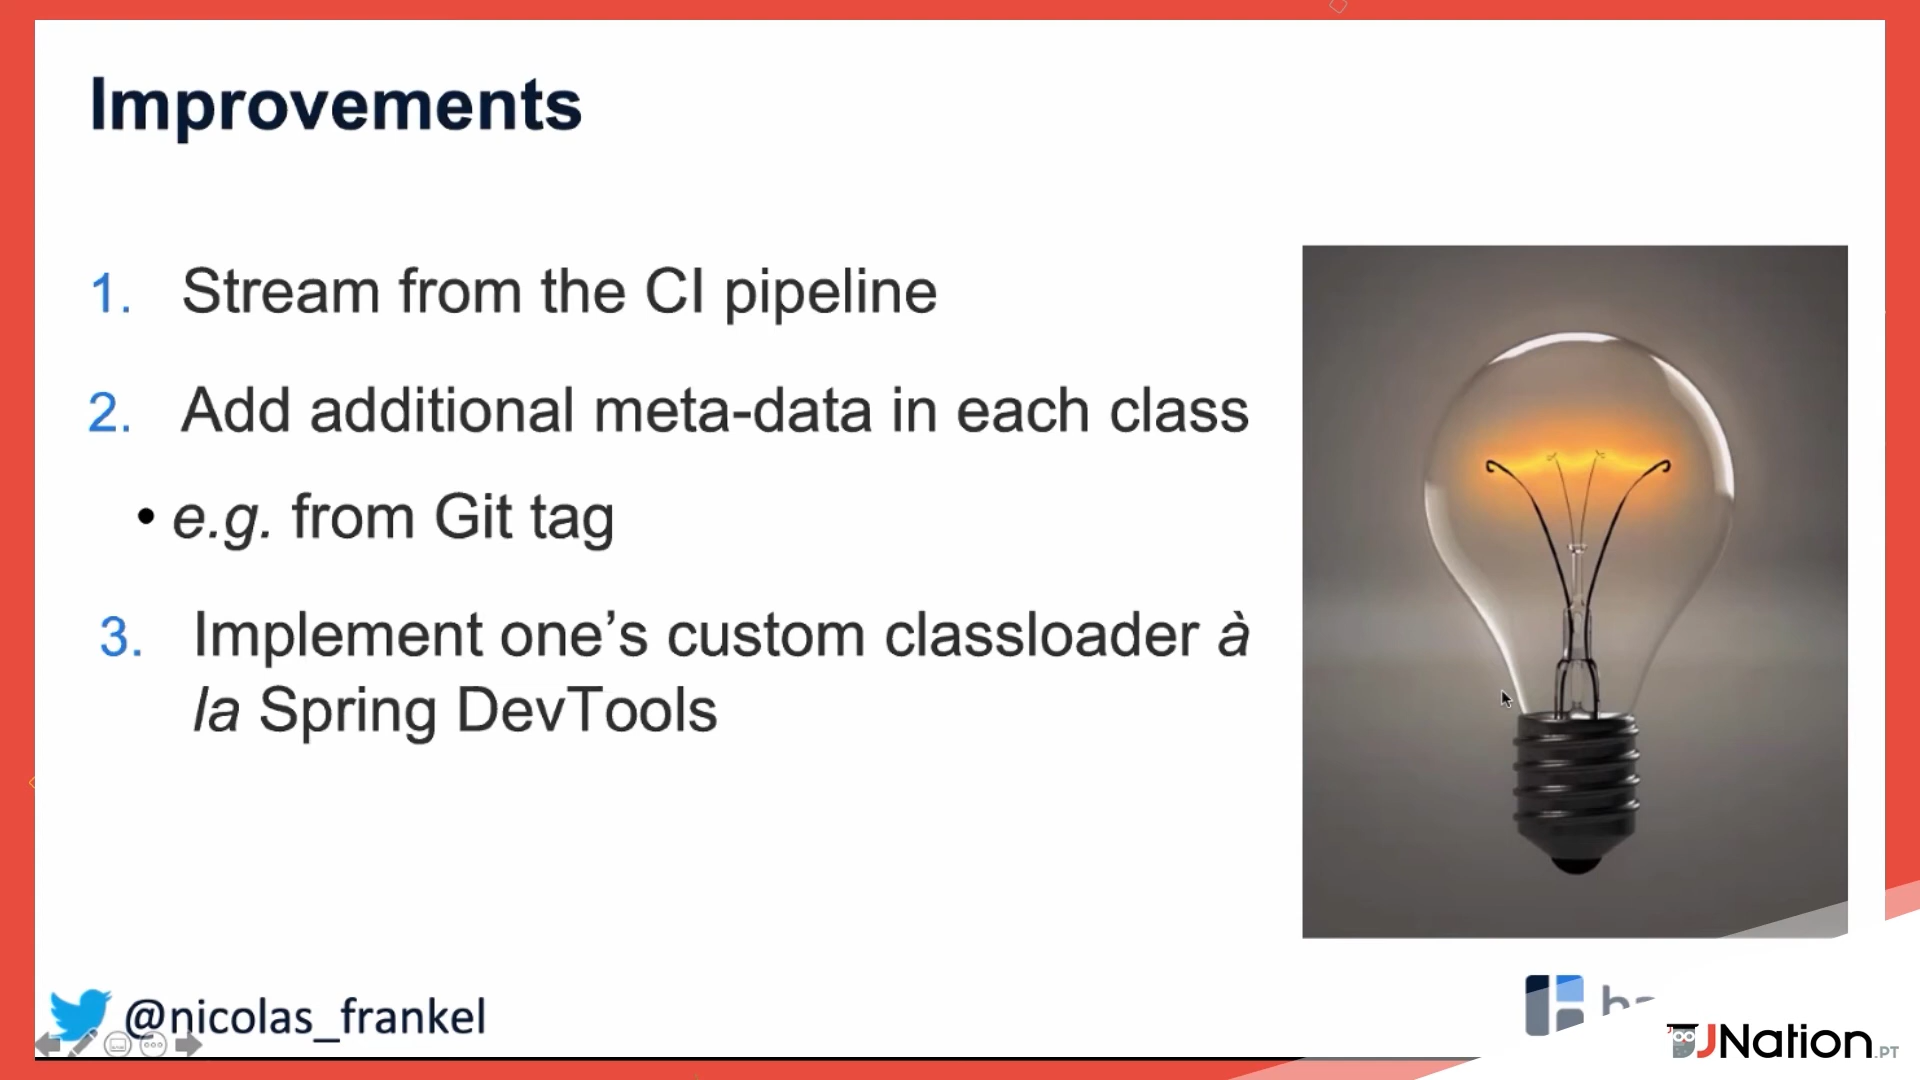 Improvements
1. Stream from the CI pipeline
2. Add additional meta-data in each class
• e.g. from Git tag
3. Implement one’s custom classloader à
la Spring DevTools
@nicolas_frankel
JNation.PT